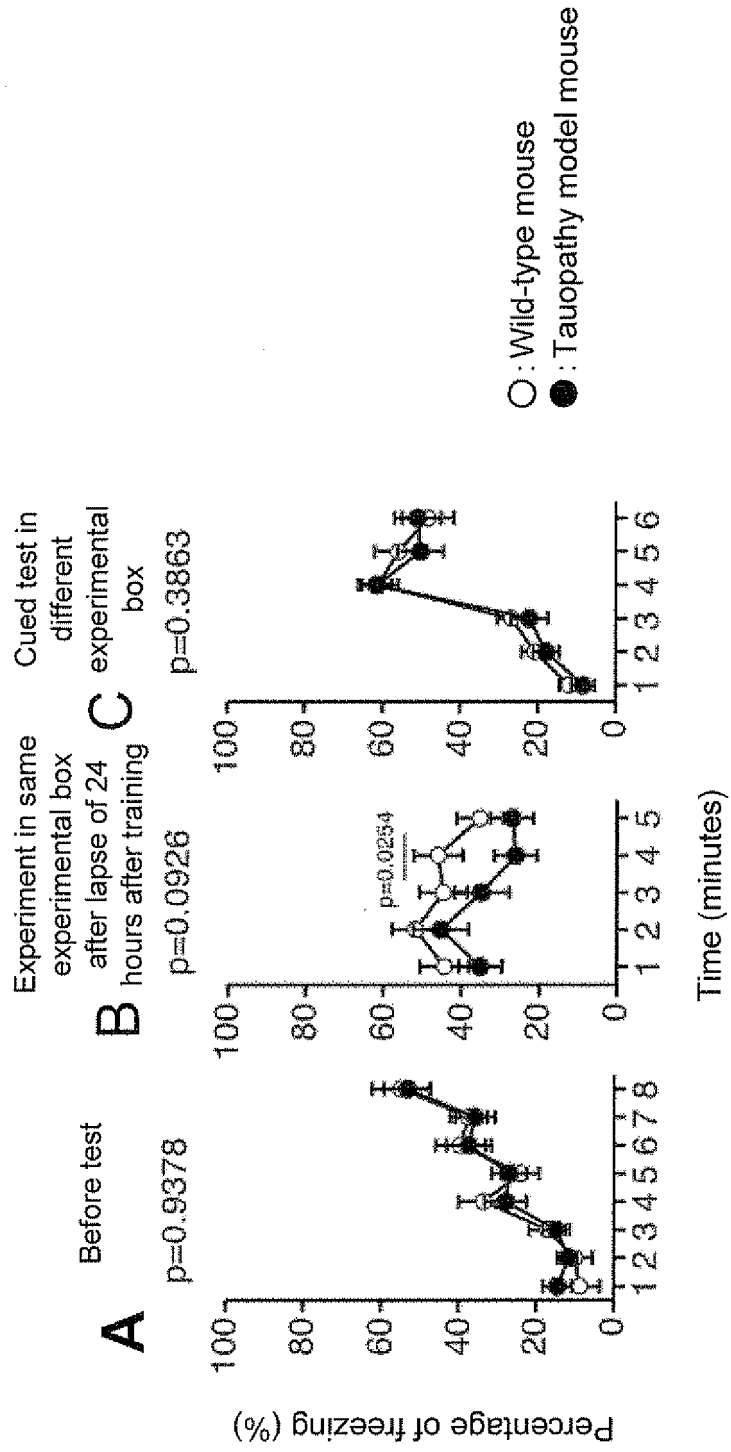 A
Before test
p=0.9378
B
Experiment in same
experimental box
after lapse of 24
hours after training
p=0.0926
C
Cued test in
different
experimental
box
p=0.3863
Percentage of freezing (%)
100
80
60
40
20
0
1 2 3 4 5 6 7 8
100
80
60
40
20
0
p=0.0254
1 2 3 4 5
100
80
60
40
20
0
1 2 3 4 5 6
Time (minutes)
○ : Wild-type mouse
● : Tauopathy model mouse